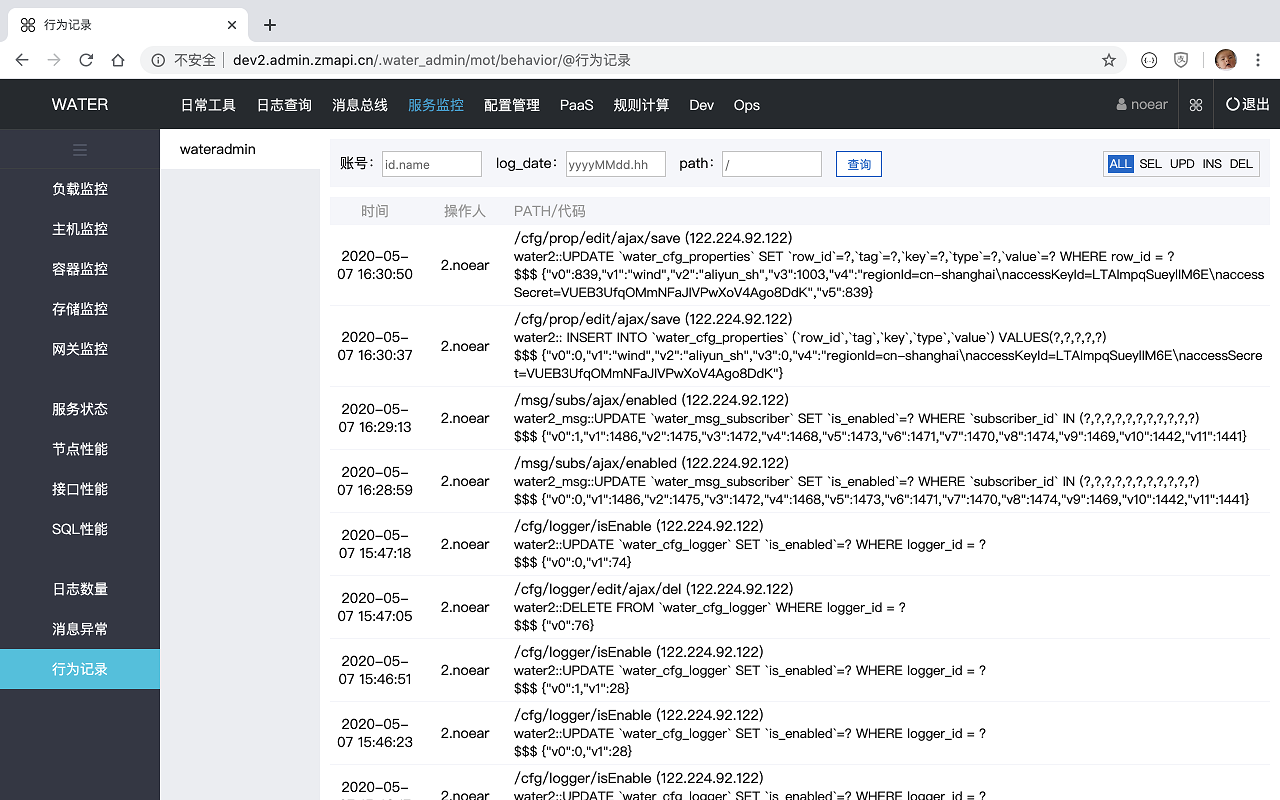 行为记录
不安全 dev2.admin.zmapi.cn/.water_admin/mot/behavior/@行为记录
WATER 日常工具 日志查询 消息总线 服务监控 配置管理 PaaS 规则计算 Dev Ops noear 退出
负载监控
主机监控
容器监控
存储监控
网关监控
服务状态
节点性能
接口性能
SQL性能
日志数量
消息异常
行为记录
wateradmin
账号: id.name log_date: yyyyMMdd.hh path: / 查询 ALL SEL UPD INS DEL
时间 操作人 PATH/代码
2020-05-
07 16:30:50
2.noear
/cfg/prop/edit/ajax/save (122.224.92.122)
water2::UPDATE `water_cfg_properties` SET `row_id`=?,`tag`=?,`key`=?,`type`=?,`value`=? WHERE row_id = ?
$$$ {"v0":839,"v1":"wind","v2":"aliyun_sh","v3":1003,"v4":"regionId=cn-shanghai\naccessKeyId=LTAImpqSueyIIM6E\naccess
Secret=VUEB3UfqOMmNFaJIVPwXoV4Ago8DdK","v5":839}
2020-05-
07 16:30:37
2.noear
/cfg/prop/edit/ajax/save (122.224.92.122)
water2:: INSERT INTO `water_cfg_properties` (`row_id`,`tag`,`key`,`type`,`value`) VALUES(?,?,?,?,?)
$$$ {"v0":0,"v1":"wind","v2":"aliyun_sh","v3":0,"v4":"regionId=cn-shanghai\naccessKeyId=LTAImpqSueyIIM6E\naccessSecre
t=VUEB3UfqOMmNFaJIVPwXoV4Ago8DdK"}
2020-05-
07 16:29:13
2.noear
/msg/subs/ajax/enabled (122.224.92.122)
water2_msg::UPDATE `water_msg_subscriber` SET `is_enabled`=? WHERE `subscriber_id` IN (?,?,?,?,?,?,?,?,?,?,?)
$$$ {"v0":1,"v1":1486,"v2":1475,"v3":1472,"v4":1468,"v5":1473,"v6":1471,"v7":1470,"v8":1474,"v9":1469,"v10":1442,"v11":1441}
2020-05-
07 16:28:59
2.noear
/msg/subs/ajax/enabled (122.224.92.122)
water2_msg::UPDATE `water_msg_subscriber` SET `is_enabled`=? WHERE `subscriber_id` IN (?,?,?,?,?,?,?,?,?,?,?)
$$$ {"v0":0,"v1":1486,"v2":1475,"v3":1472,"v4":1468,"v5":1473,"v6":1471,"v7":1470,"v8":1474,"v9":1469,"v10":1442,"v11":1441}
2020-05-
07 15:47:18
2.noear
/cfg/logger/isEnable (122.224.92.122)
water2::UPDATE `water_cfg_logger` SET `is_enabled`=? WHERE logger_id = ?
$$$ {"v0":0,"v1":74}
2020-05-
07 15:47:05
2.noear
/cfg/logger/edit/ajax/del (122.224.92.122)
water2::DELETE FROM `water_cfg_logger` WHERE logger_id = ?
$$$ {"v0":76}
2020-05-
07 15:46:51
2.noear
/cfg/logger/isEnable (122.224.92.122)
water2::UPDATE `water_cfg_logger` SET `is_enabled`=? WHERE logger_id = ?
$$$ {"v0":1,"v1":28}
2020-05-
07 15:46:23
2.noear
/cfg/logger/isEnable (122.224.92.122)
water2::UPDATE `water_cfg_logger` SET `is_enabled`=? WHERE logger_id = ?
$$$ {"v0":0,"v1":28}
2020-05-
2.noear
/cfg/logger/isEnable (122.224.92.122)
water2::UPDATE `water_cfg_logger` SET `is_enabled`=? WHERE logger_id = ?